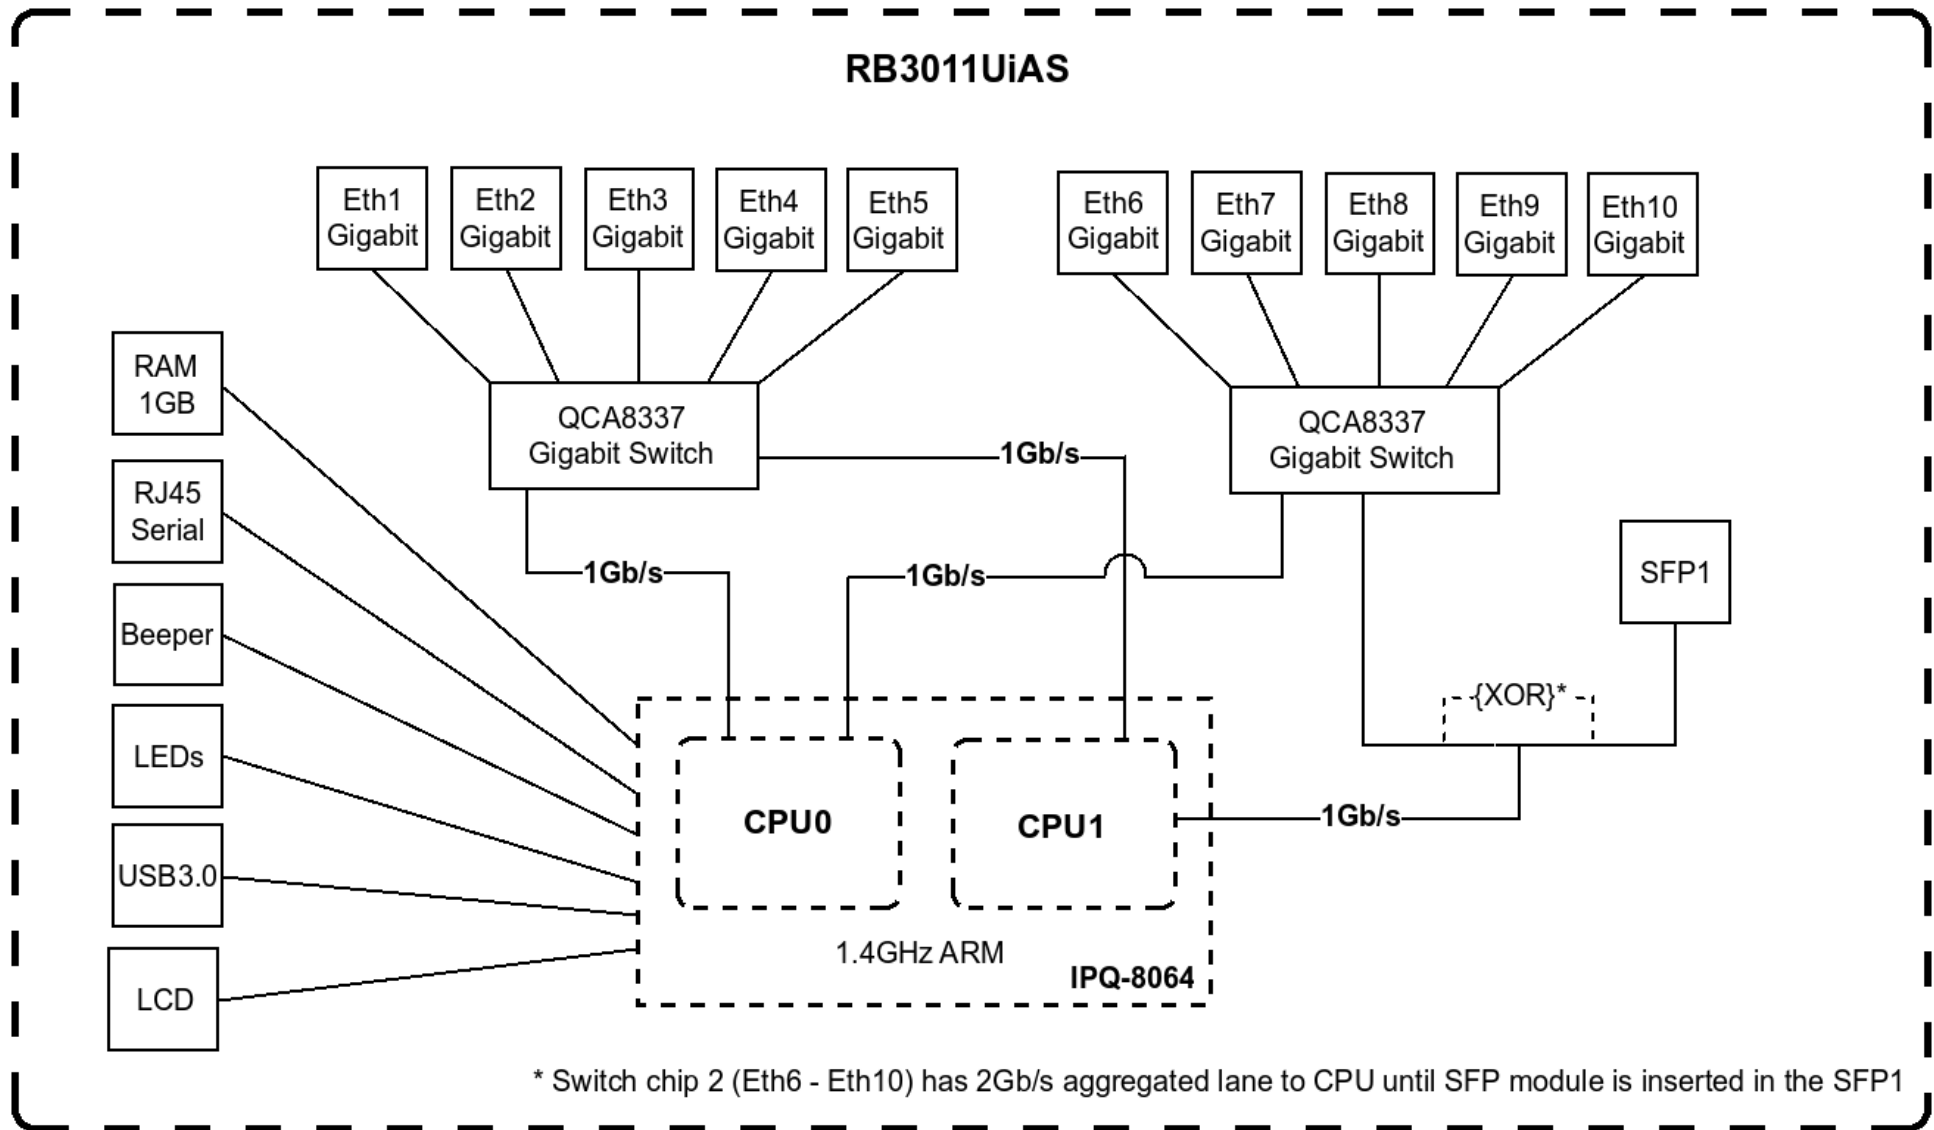 RB3011UiAS
Eth1
Gigabit
Eth2
Gigabit
Eth3
Gigabit
Eth4
Gigabit
Eth5
Gigabit
Eth6
Gigabit
Eth7
Gigabit
Eth8
Gigabit
Eth9
Gigabit
Eth10
Gigabit
RAM
1GB
RJ45
Serial
Beeper
LEDs
USB3.0
LCD
QCA8337
Gigabit Switch
QCA8337
Gigabit Switch
1Gb/s
1Gb/s
1Gb/s
SFP1
{XOR}*
1Gb/s
CPU0
CPU1
1.4GHz ARM
IPQ-8064
* Switch chip 2 (Eth6 - Eth10) has 2Gb/s aggregated lane to CPU until SFP module is inserted in the SFP1